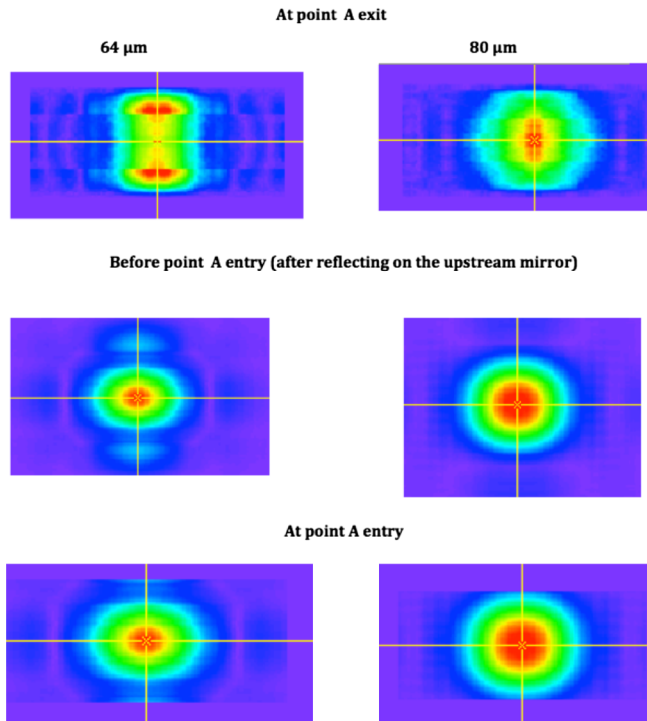 At point A exit
64 µm
80 µm
Before point A entry (after reflecting on the upstream mirror)
At point A entry